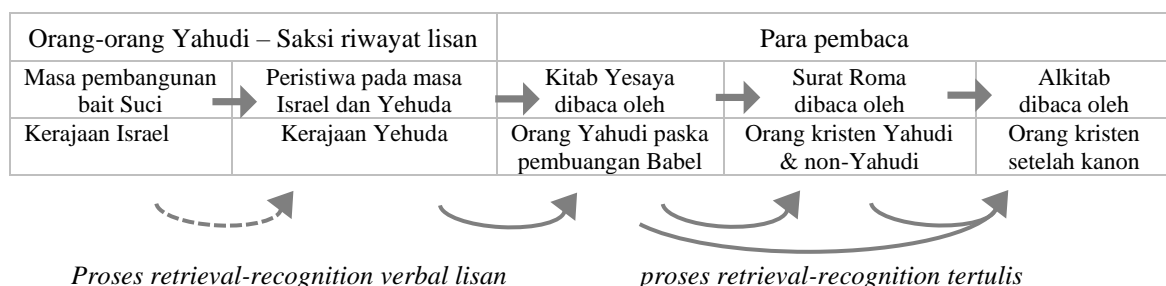 Orang-orang Yahudi – Saksi riwayat lisan
Para pembaca
Masa pembangunan
bait Suci
Peristiwa pada masa
Israel dan Yehuda
Kitab Yesaya
dibaca oleh
Surat Roma
dibaca oleh
Alkitab
dibaca oleh
Kerajaan Israel
Kerajaan Yehuda
Orang Yahudi paska
pembuangan Babel
Orang kristen Yahudi
& non-Yahudi
Orang kristen
setelah kanon
Proses retrieval-recognition verbal lisan
proses retrieval-recognition tertulis